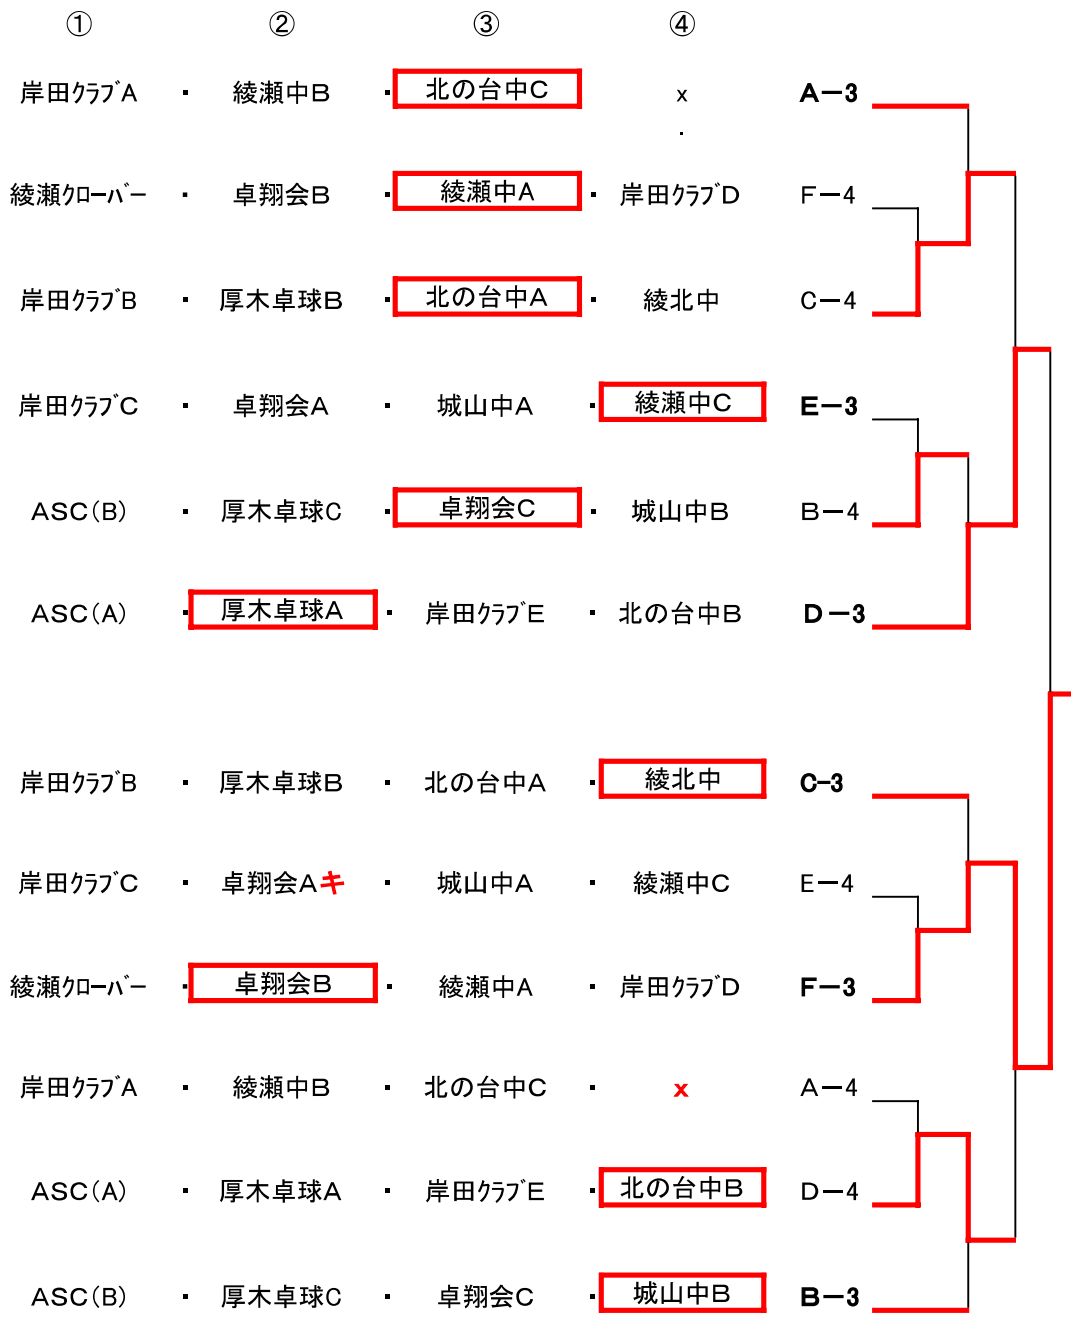 ① ② ③ ④
岸田クラブA ・ 綾瀬中B ・ 北の台中C x A－3
・
綾瀬クローバー ・ 卓翔会B ・ 綾瀬中A ・ 岸田クラブD F－4
岸田クラブB ・ 厚木卓球B ・ 北の台中A ・ 綾北中 C－4
岸田クラブC ・ 卓翔会A ・ 城山中A ・ 綾瀬中C E－3
ASC(B) ・ 厚木卓球C ・ 卓翔会C ・ 城山中B B－4
ASC(A) ・ 厚木卓球A ・ 岸田クラブE ・ 北の台中B D－3
岸田クラブB ・ 厚木卓球B ・ 北の台中A ・ 綾北中 C-3
岸田クラブC ・ 卓翔会Aキ ・ 城山中A ・ 綾瀬中C E－4
綾瀬クローバー ・ 卓翔会B ・ 綾瀬中A ・ 岸田クラブD F－3
岸田クラブA ・ 綾瀬中B ・ 北の台中C ・ x A－4
ASC(A) ・ 厚木卓球A ・ 岸田クラブE ・ 北の台中B D－4
ASC(B) ・ 厚木卓球C ・ 卓翔会C ・ 城山中B B－3